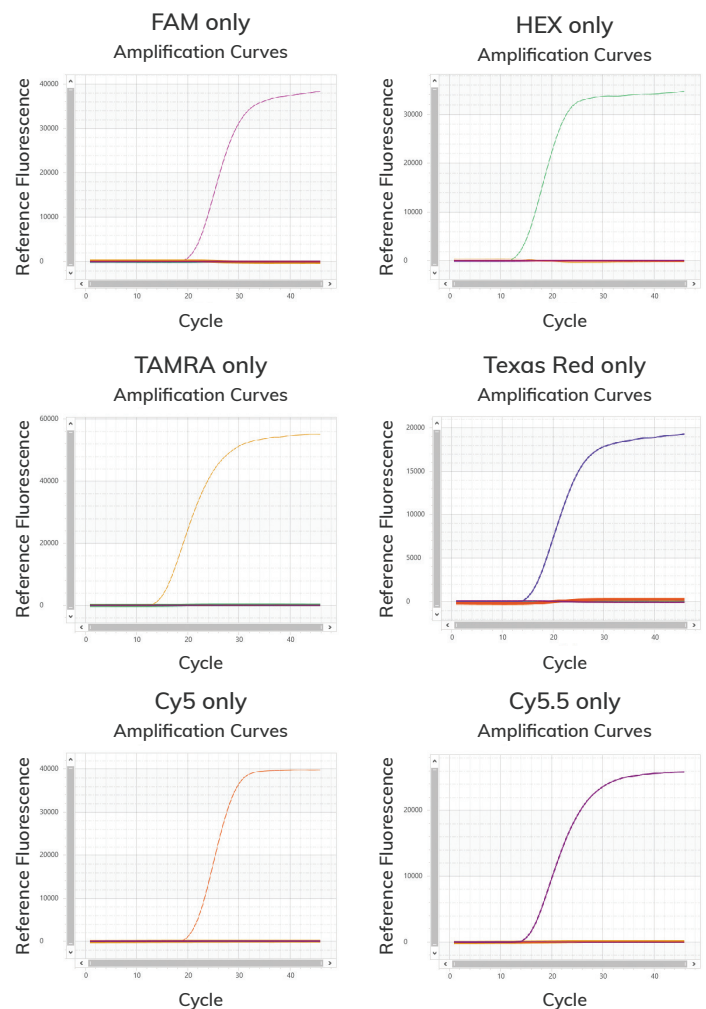 FAM only
Amplification Curves
Reference Fluorescence
40000
30000
20000
10000
0
0 10 20 30 40
Cycle
HEX only
Amplification Curves
Reference Fluorescence
30000
20000
10000
0
0 10 20 30 40
Cycle
TAMRA only
Amplification Curves
Reference Fluorescence
60000
40000
20000
0
0 10 20 30 40
Cycle
Texas Red only
Amplification Curves
Reference Fluorescence
20000
15000
10000
5000
0
0 10 20 30 40
Cycle
Cy5 only
Amplification Curves
Reference Fluorescence
40000
30000
20000
10000
0
0 10 20 30 40
Cycle
Cy5.5 only
Amplification Curves
Reference Fluorescence
20000
10000
0
0 10 20 30 40
Cycle